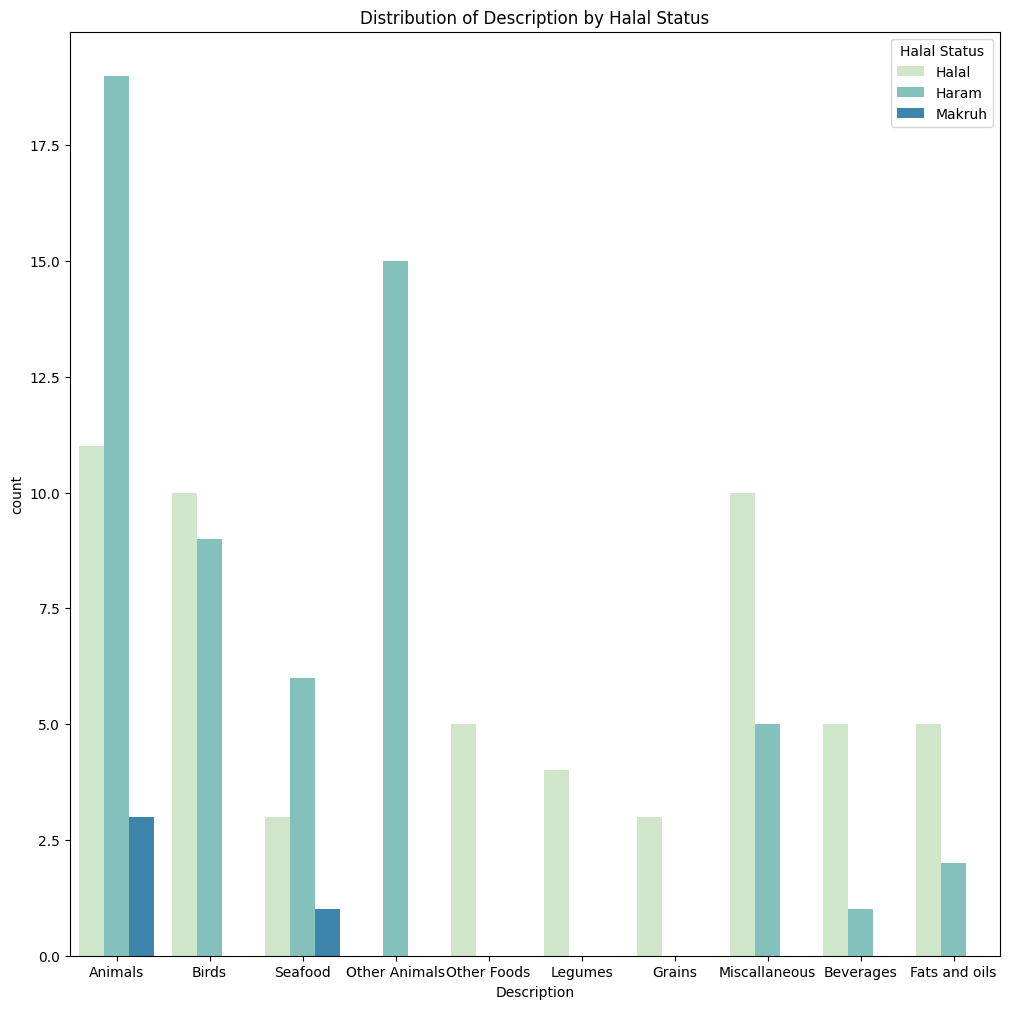 Distribution of Description by Halal Status
Halal Status
Halal
Haram
Makruh
17.5
15.0
12.5
10.0
7.5
5.0
2.5
0.0
count
Animals Birds Seafood Other Animals Other Foods Legumes Grains Miscallaneous Beverages Fats and oils
Description